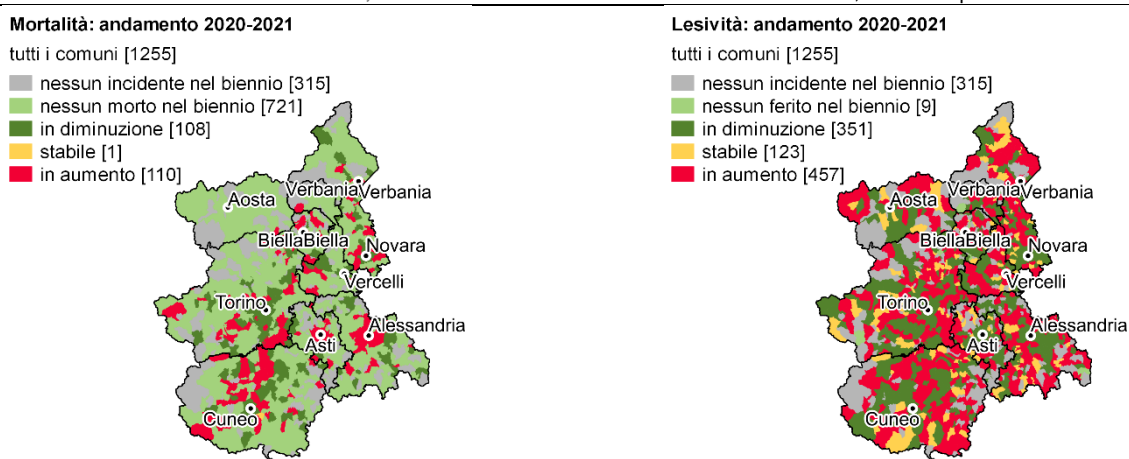 Mortalità: andamento 2020-2021
tutti i comuni [1255]
nessun incidente nel biennio [315]
nessun morto nel biennio [721]
in diminuzione [108]
stabile [1]
in aumento [110]
Verbania Verbania
Aosta
Biella Biella
Novara
Vercelli
Torino
Alessandria
Asti
Cuneo
Lesività: andamento 2020-2021
tutti i comuni [1255]
nessun incidente nel biennio [315]
nessun ferito nel biennio [9]
in diminuzione [351]
stabile [123]
in aumento [457]
Verbania Verbania
Aosta
Biella Biella
Novara
Vercelli
Torino
Alessandria
Asti
Cuneo